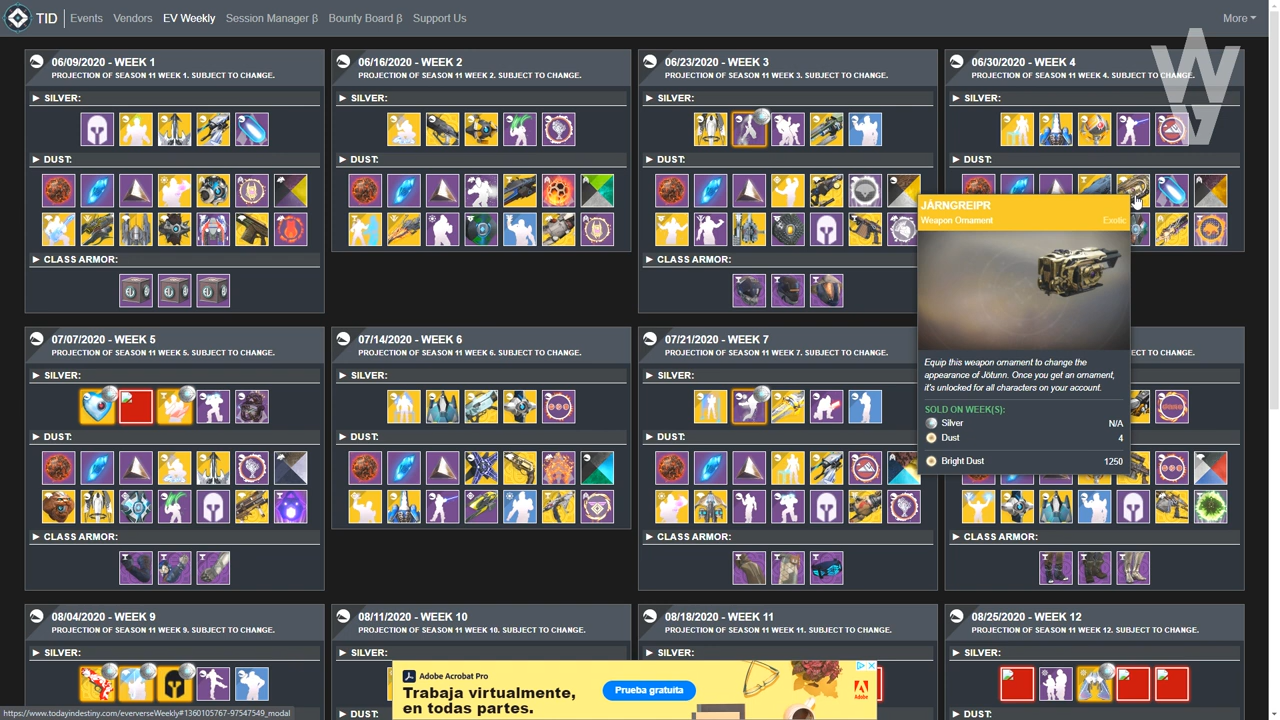 TID
Events
Vendors
EV Weekly
Session Manager β
Bounty Board β
Support Us
More
06/09/2020 - WEEK 1
PROJECTION OF SEASON 11 WEEK 1. SUBJECT TO CHANGE.
► SILVER:
► DUST:
► CLASS ARMOR:
06/16/2020 - WEEK 2
PROJECTION OF SEASON 11 WEEK 2. SUBJECT TO CHANGE.
► SILVER:
► DUST:
06/23/2020 - WEEK 3
PROJECTION OF SEASON 11 WEEK 3. SUBJECT TO CHANGE.
► SILVER:
► DUST:
► CLASS ARMOR:
06/30/2020 - WEEK 4
PROJECTION OF SEASON 11 WEEK 4. SUBJECT TO CHANGE.
► SILVER:
► DUST:
JÁRNGREIPR
Weapon Ornament
Exotic
Equip this weapon ornament to change the
appearance of Jötunn. Once you get an ornament,
it's unlocked for all characters on your account.
SOLD ON WEEK(S):
Silver N/A
Dust 4
Bright Dust 1250
07/07/2020 - WEEK 5
PROJECTION OF SEASON 11 WEEK 5. SUBJECT TO CHANGE.
► SILVER:
► DUST:
► CLASS ARMOR:
07/14/2020 - WEEK 6
PROJECTION OF SEASON 11 WEEK 6. SUBJECT TO CHANGE.
► SILVER:
► DUST:
07/21/2020 - WEEK 7
PROJECTION OF SEASON 11 WEEK 7. SUBJECT TO CHANGE.
► SILVER:
► DUST:
► CLASS ARMOR:
SUBJECT TO CHANGE.
► CLASS ARMOR:
08/04/2020 - WEEK 9
PROJECTION OF SEASON 11 WEEK 9. SUBJECT TO CHANGE.
► SILVER:
► DUST:
08/11/2020 - WEEK 10
PROJECTION OF SEASON 11 WEEK 10. SUBJECT TO CHANGE.
► SILVER:
► DUST:
08/18/2020 - WEEK 11
PROJECTION OF SEASON 11 WEEK 11. SUBJECT TO CHANGE.
► SILVER:
08/25/2020 - WEEK 12
PROJECTION OF SEASON 11 WEEK 12. SUBJECT TO CHANGE.
► SILVER:
► DUST:
Adobe Acrobat Pro
Trabaja virtualmente,
en todas partes.
Prueba gratuita
Adobe
https://www.todayindestiny.com/eververseWeekly#1360105767-97547549_modal